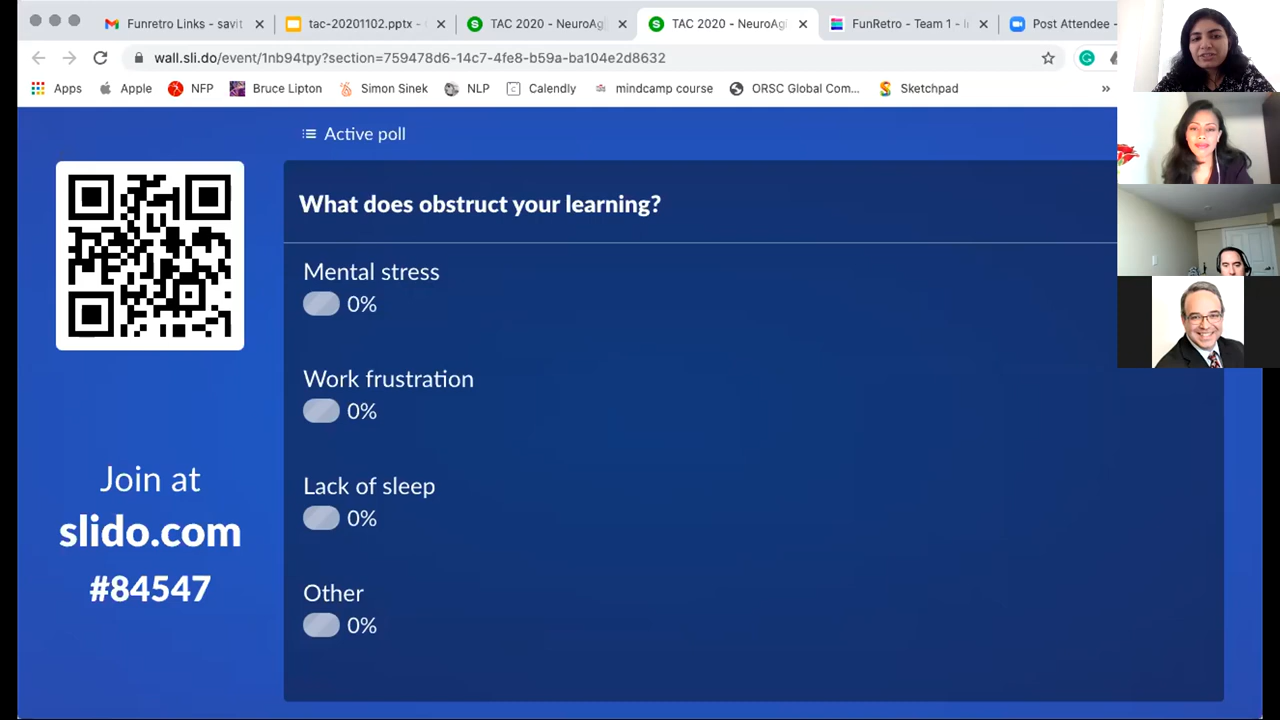 Funretro Links - savit
tac-20201102.pptx -
TAC 2020 - NeuroAgi
TAC 2020 - NeuroAgi
FunRetro - Team 1 - I
Post Attendee -
wall.sli.do/event/1nb94tpy?section=759478d6-14c7-4fe8-b59a-ba104e2d8632
Apps
Apple
NFP
Bruce Lipton
Simon Sinek
NLP
Calendly
mindcamp course
ORSC Global Com...
Sketchpad
»
Active poll
What does obstruct your learning?
Mental stress
0%
Work frustration
0%
Lack of sleep
0%
Other
0%
Join at
slido.com
#84547